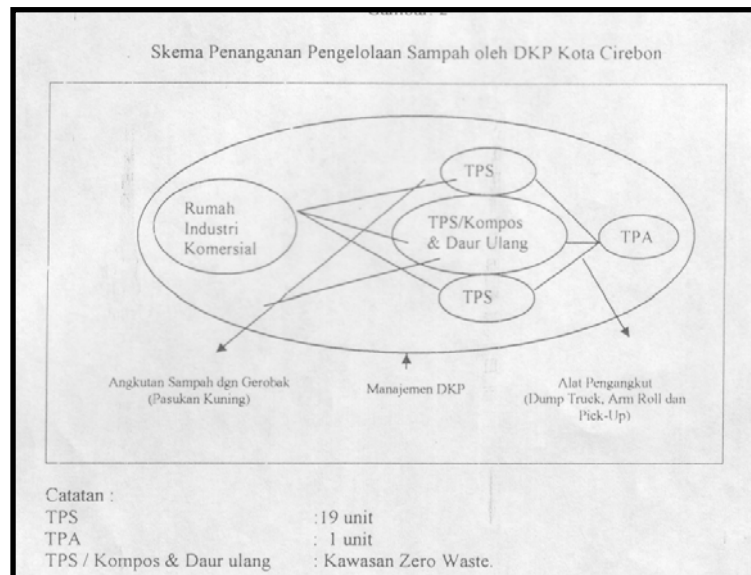 Skema Penanganan Pengelolaan Sampah oleh DKP Kota Cirebon
TPS
Rumah
Industri
Komersial
TPS/Kompos
& Daur Ulang
TPA
TPS
Angkutan Sampah dgn Gerobak
(Pasukan Kuning)
Manajemen DKP
Alat Pengangkut
(Dump Truck, Arm Roll dan
Pick-Up)
Catatan :
TPS :19 unit
TPA : 1 unit
TPS / Kompos & Daur ulang : Kawasan Zero Waste.